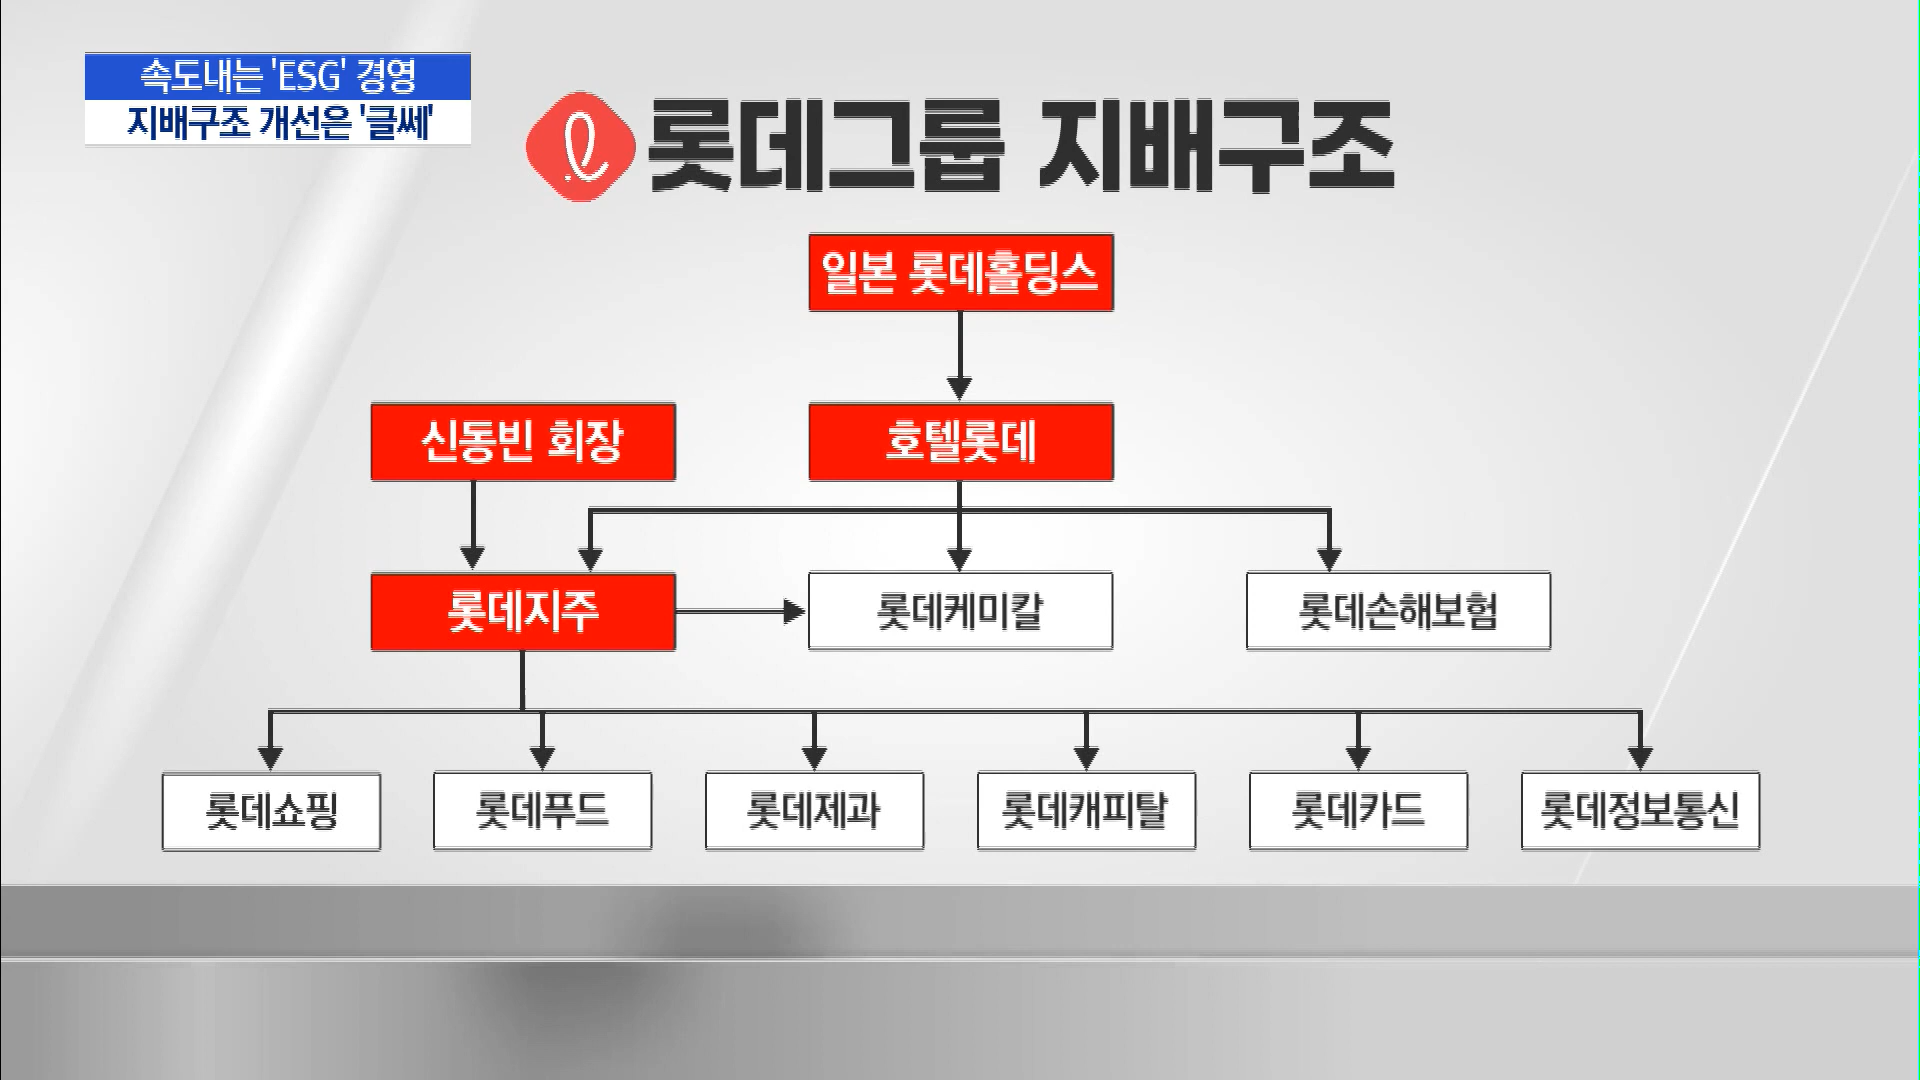 속도내는 'ESG' 경영
지배구조 개선은 '글쎄'
롯데그룹 지배구조
일본 롯데홀딩스
신동빈 회장
호텔롯데
롯데지주
롯데케미칼
롯데손해보험
롯데쇼핑
롯데푸드
롯데제과
롯데캐피탈
롯데카드
롯데정보통신